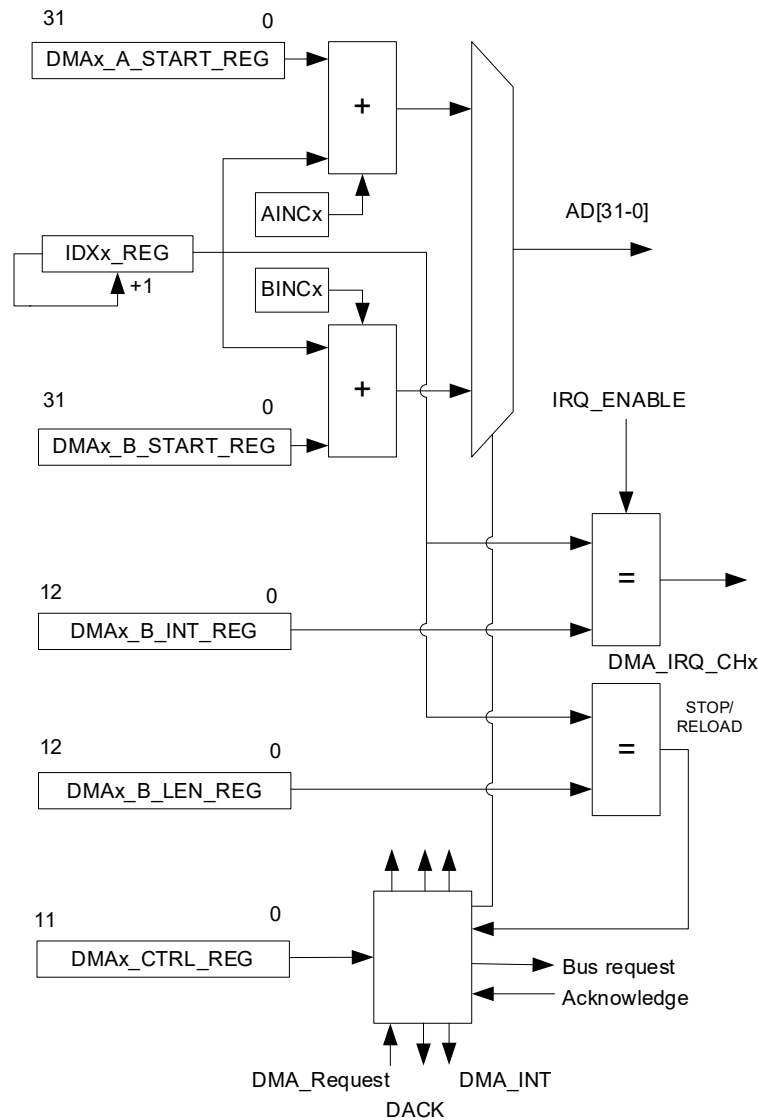 31 0
DMAx_A_START_REG
+
AINCx
AD[31-0]
IDXx_REG
+1
BINCx
+
31 0
DMAx_B_START_REG
IRQ_ENABLE
12 0
DMAx_B_INT_REG
=
DMA_IRQ_CHx
12 0
DMAx_B_LEN_REG
=
STOP/
RELOAD
11 0
DMAx_CTRL_REG
Bus request
Acknowledge
DMA_Request
DMA_INT
DACK